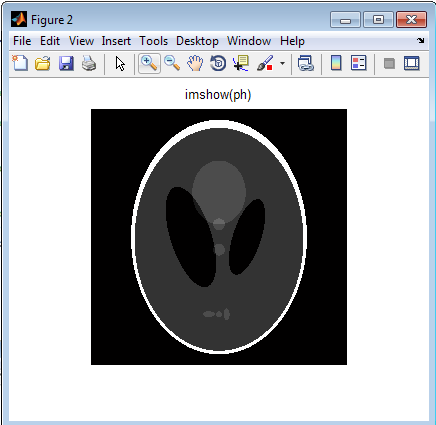 Figure 2
File Edit View Insert Tools Desktop Window Help
imshow(ph)